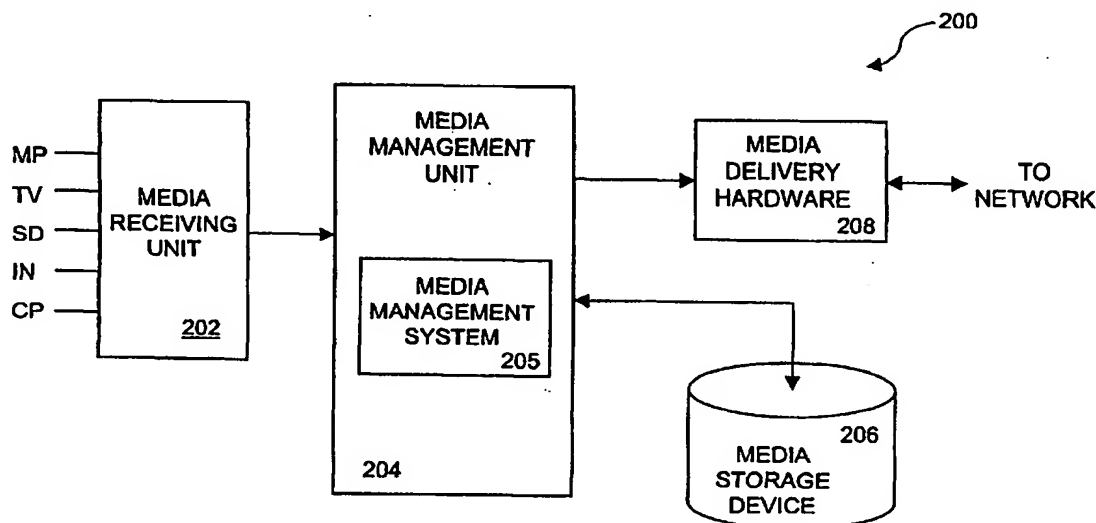 200
MP
TV
SD
IN
CP
MEDIA
RECEIVING
UNIT
202
MEDIA
MANAGEMENT
UNIT
MEDIA
MANAGEMENT
SYSTEM
205
204
MEDIA
DELIVERY
HARDWARE
208
TO
NETWORK
206
MEDIA
STORAGE
DEVICE